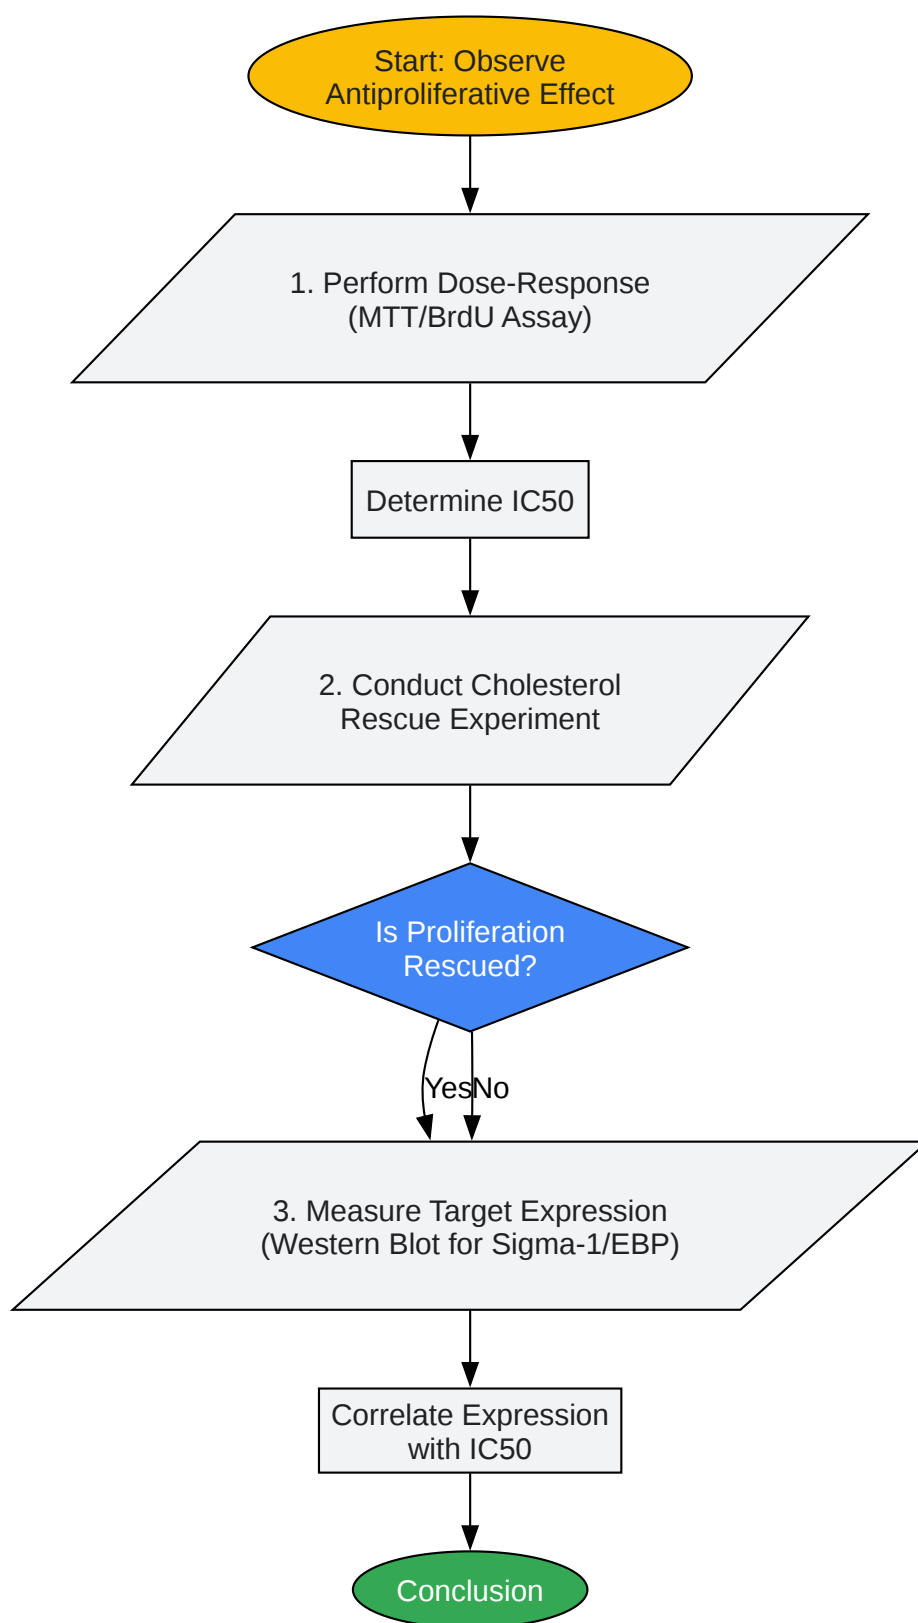 Start: Observe
Antiproliferative Effect
1. Perform Dose-Response
(MTT/BrdU Assay)
Determine IC50
2. Conduct Cholesterol
Rescue Experiment
Is Proliferation
Rescued?
Yes
No
3. Measure Target Expression
(Western Blot for Sigma-1/EBP)
Correlate Expression
with IC50
Conclusion